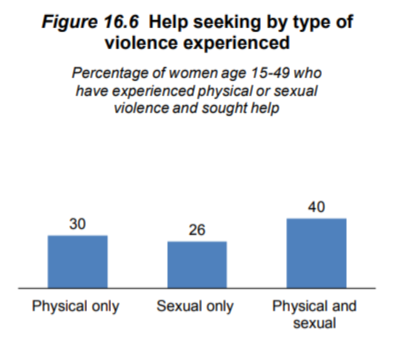 Figure 16.6 Help seeking by type of
violence experienced
Percentage of women age 15-49 who
have experienced physical or sexual
violence and sought help
30
26
40
Physical only
Sexual only
Physical and
sexual